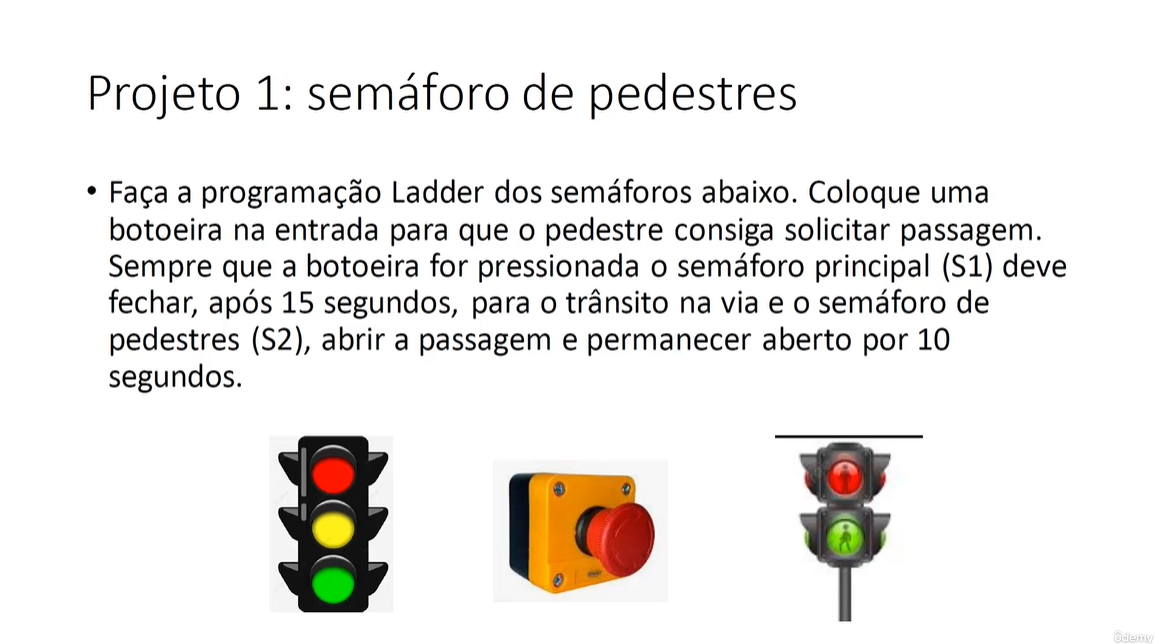 Projeto 1: semáforo de pedestres
• Faça a programação Ladder dos semáforos abaixo. Coloque uma
botoeira na entrada para que o pedestre consiga solicitar passagem.
Sempre que a botoeira for pressionada o semáforo principal (S1) deve
fechar, após 15 segundos, para o trânsito na via e o semáforo de
pedestres (S2), abrir a passagem e permanecer aberto por 10
segundos.
ûdemy